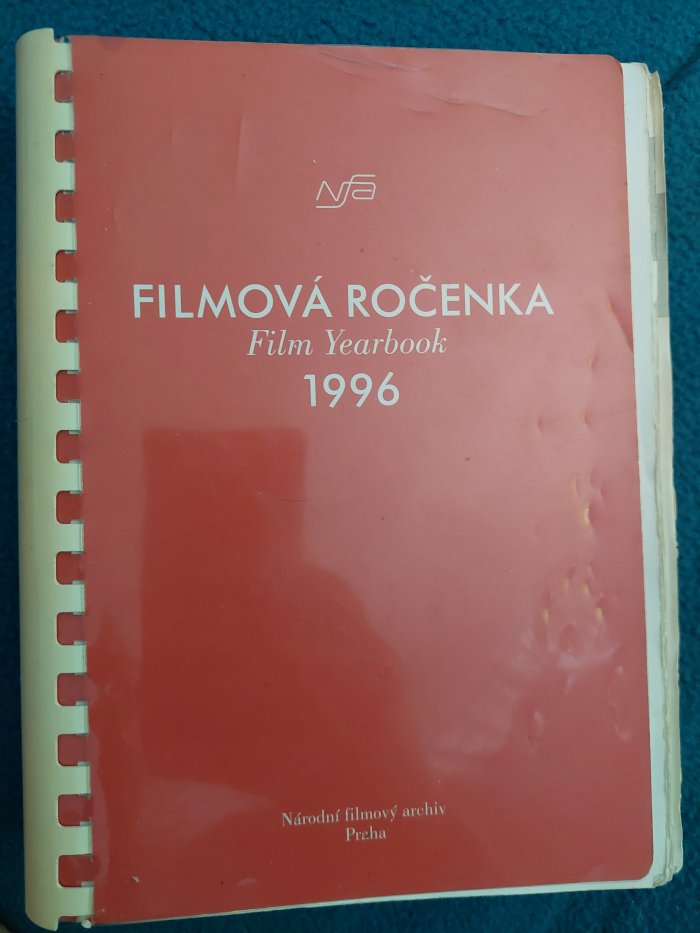 Nfa
FILMOVÁ ROČENKA
Film Yearbook
1996
Národní filmový archiv
Praha